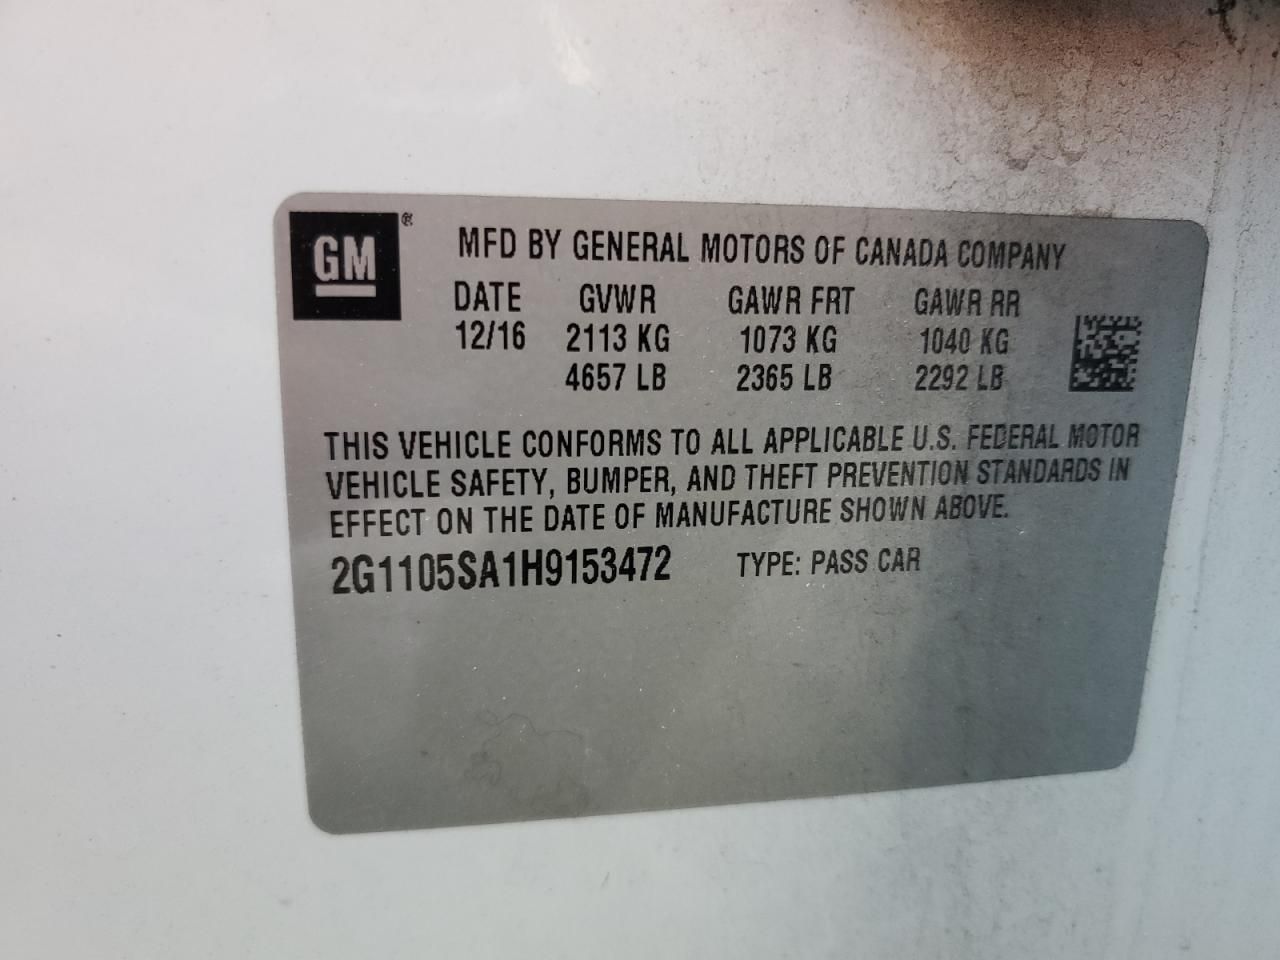 GM ®
MFD BY GENERAL MOTORS OF CANADA COMPANY
DATE GVWR GAWR FRT GAWR RR
12/16 2113 KG 1073 KG 1040 KG
4657 LB 2365 LB 2292 LB
THIS VEHICLE CONFORMS TO ALL APPLICABLE U.S. FEDERAL MOTOR
VEHICLE SAFETY, BUMPER, AND THEFT PREVENTION STANDARDS IN
EFFECT ON THE DATE OF MANUFACTURE SHOWN ABOVE.
2G1105SA1H9153472 TYPE: PASS CAR